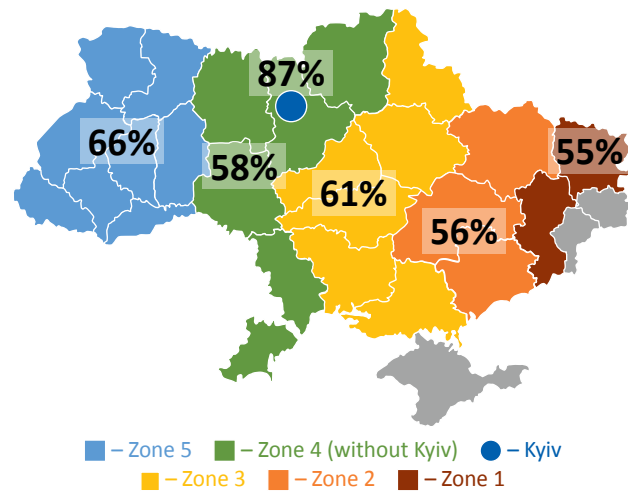 87%
66%
58%
55%
61%
56%
– Zone 5
– Zone 4 (without Kyiv)
– Kyiv
– Zone 3
– Zone 2
– Zone 1